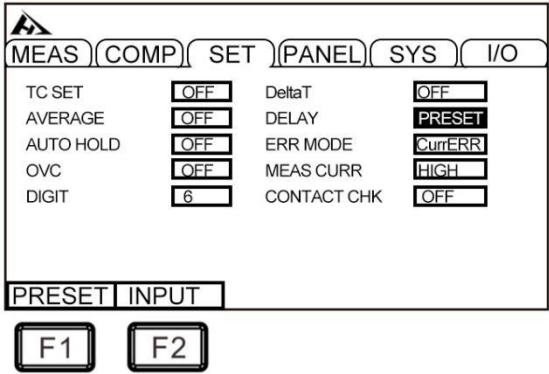 MEAS COMP SET PANEL SYS I/O
TC SET OFF DeltaT OFF
AVERAGE OFF DELAY PRESET
AUTO HOLD OFF ERR MODE CurrERR
OVC OFF MEAS CURR HIGH
DIGIT 6 CONTACT CHK OFF
PRESET INPUT
F1 F2